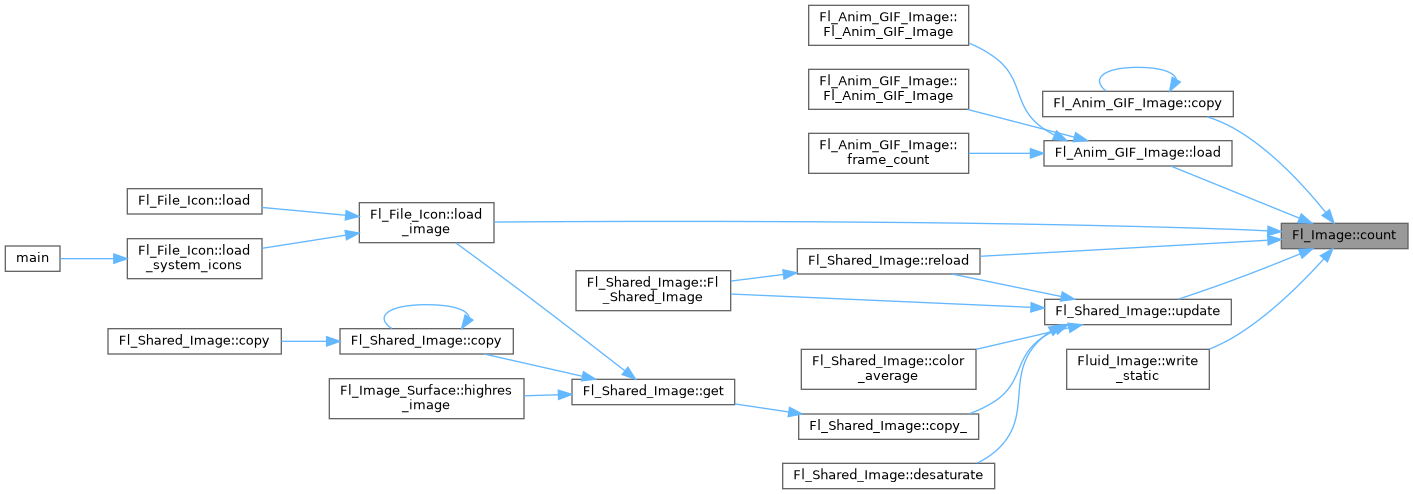 Fl_Anim_GIF_Image::
Fl_Anim_GIF_Image
Fl_Anim_GIF_Image::
Fl_Anim_GIF_Image
Fl_Anim_GIF_Image::copy
Fl_Anim_GIF_Image::
frame_count
Fl_Anim_GIF_Image::load
Fl_File_Icon::load
Fl_File_Icon::load
_image
Fl_Image::count
main
Fl_File_Icon::load
_system_icons
Fl_Shared_Image::reload
Fl_Shared_Image::Fl
_Shared_Image
Fl_Shared_Image::update
Fl_Shared_Image::copy
Fl_Shared_Image::copy
Fl_Shared_Image::color
_average
Fluid_Image::write
_static
Fl_Image_Surface::highres
_image
Fl_Shared_Image::get
Fl_Shared_Image::copy_
Fl_Shared_Image::desaturate